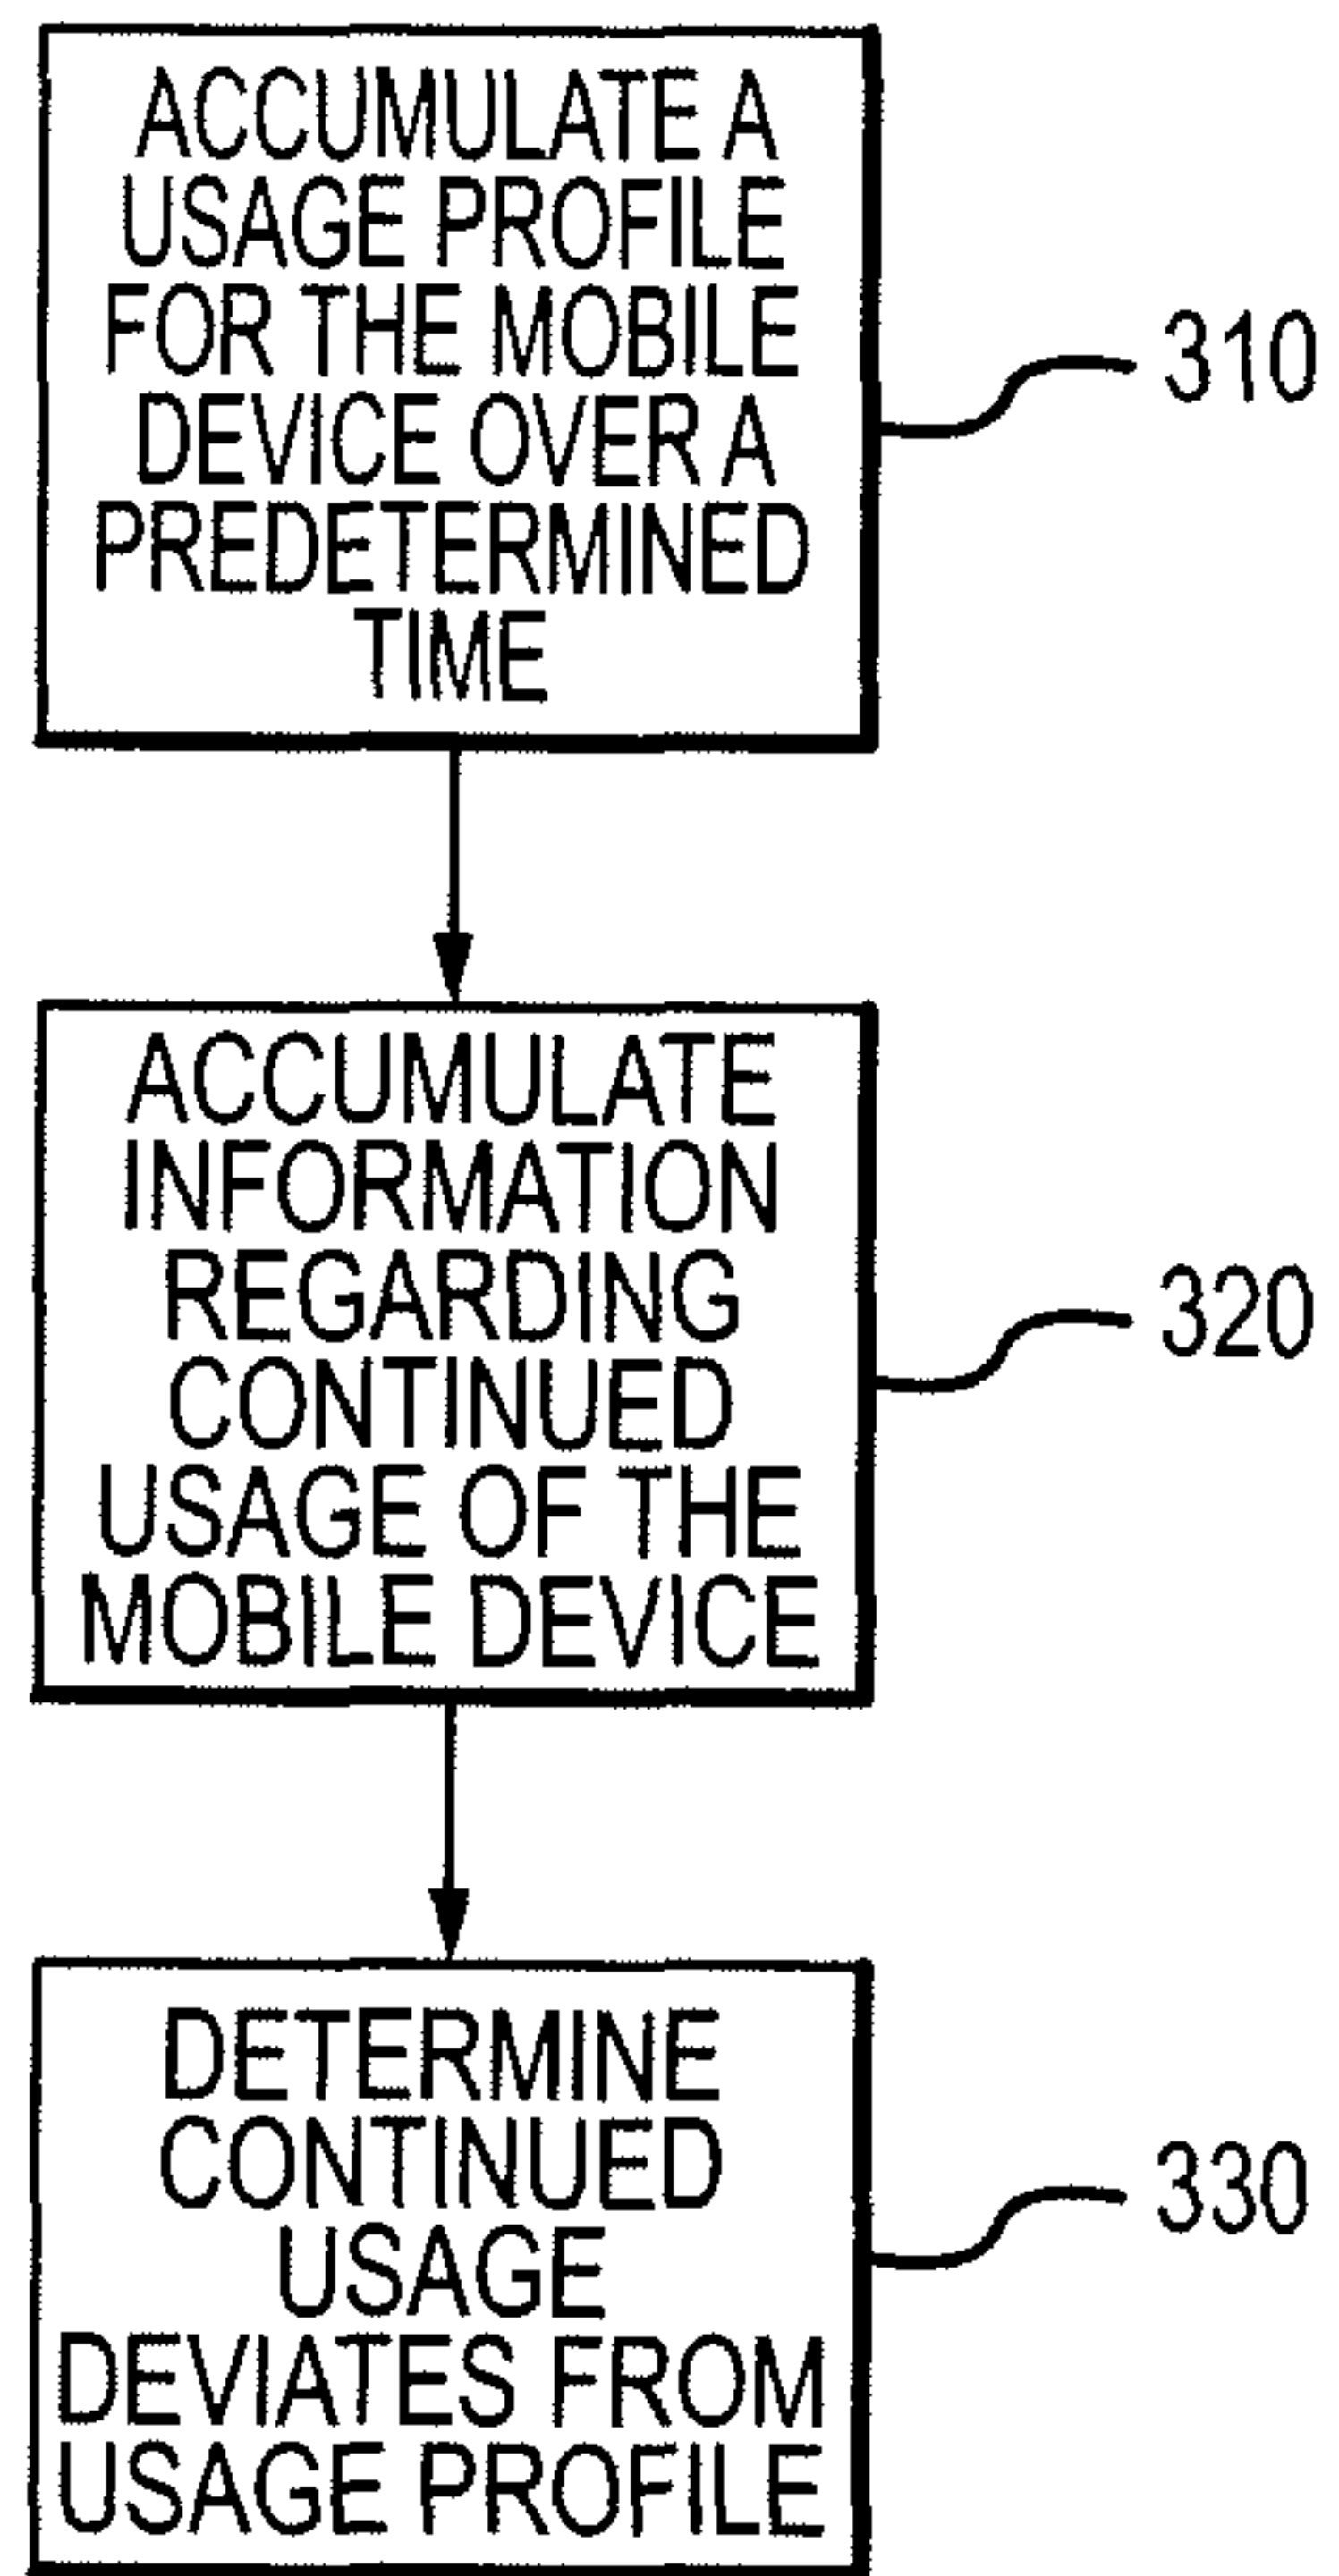 ACCUMULATE A
USAGE PROFILE
FOR THE MOBILE
DEVICE OVER A
PREDETERMINED
TIME
310
ACCUMULATE
INFORMATION
REGARDING
CONTINUED
USAGE OF THE
MOBILE DEVICE
320
DETERMINE
CONTINUED
USAGE
DEVIATES FROM
USAGE PROFILE
330